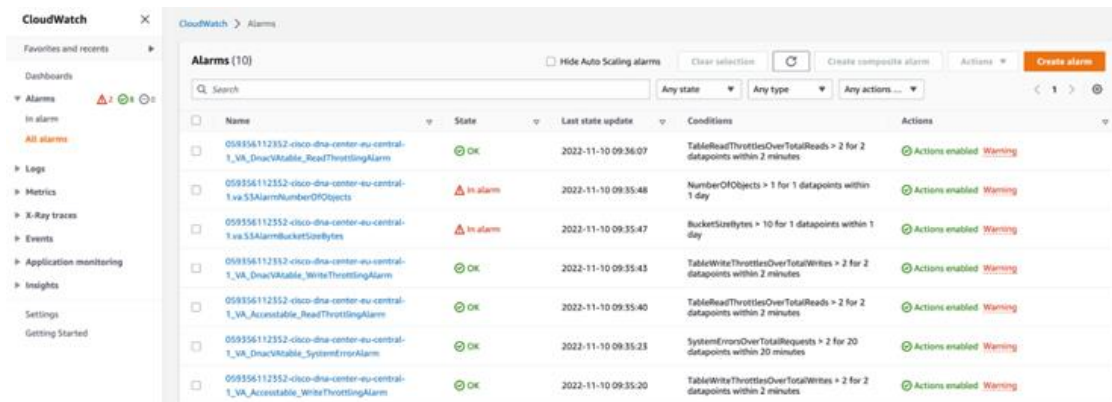 CloudWatch
CloudWatch > Alarms
Favorites and recents
Dashboards
Alarms 2 8 0
In alarm
All alarms
Logs
Metrics
X-Ray traces
Events
Application monitoring
Insights
Settings
Getting Started
Alarms (10)
Hide Auto Scaling alarms
Clear selection
Create composite alarm
Actions
Create alarm
Search
Any state
Any type
Any actions ...
1
Name State Last state update Conditions Actions
059356112352-cisco-dna-center-eu-central-
1_VA_DnacVAtable_ReadThrottlingAlarm
OK
2022-11-10 09:36:07
TableReadThrottlesOverTotalReads > 2 for 2
datapoints within 2 minutes
Actions enabled Warning
059356112352-cisco-dna-center-eu-central-
1.va.S3AlarmNumberOfObjects
In alarm
2022-11-10 09:35:48
NumberOfObjects > 1 for 1 datapoints within
1 day
Actions enabled Warning
059356112352-cisco-dna-center-eu-central-
1.va.S3AlarmBucketSizeBytes
In alarm
2022-11-10 09:35:47
BucketSizeBytes > 10 for 1 datapoints within 1
day
Actions enabled Warning
059356112352-cisco-dna-center-eu-central-
1_VA_DnacVAtable_WriteThrottlingAlarm
OK
2022-11-10 09:35:43
TableWriteThrottlesOverTotalWrites > 2 for 2
datapoints within 2 minutes
Actions enabled Warning
059356112352-cisco-dna-center-eu-central-
1_VA_Accesstable_ReadThrottlingAlarm
OK
2022-11-10 09:35:40
TableReadThrottlesOverTotalReads > 2 for 2
datapoints within 2 minutes
Actions enabled Warning
059356112352-cisco-dna-center-eu-central-
1_VA_DnacVAtable_SystemErrorAlarm
OK
2022-11-10 09:35:23
SystemErrorsOverTotalRequests > 2 for 20
datapoints within 20 minutes
Actions enabled Warning
059356112352-cisco-dna-center-eu-central-
1_VA_Accesstable_WriteThrottlingAlarm
OK
2022-11-10 09:35:20
TableWriteThrottlesOverTotalWrites > 2 for 2
datapoints within 2 minutes
Actions enabled Warning